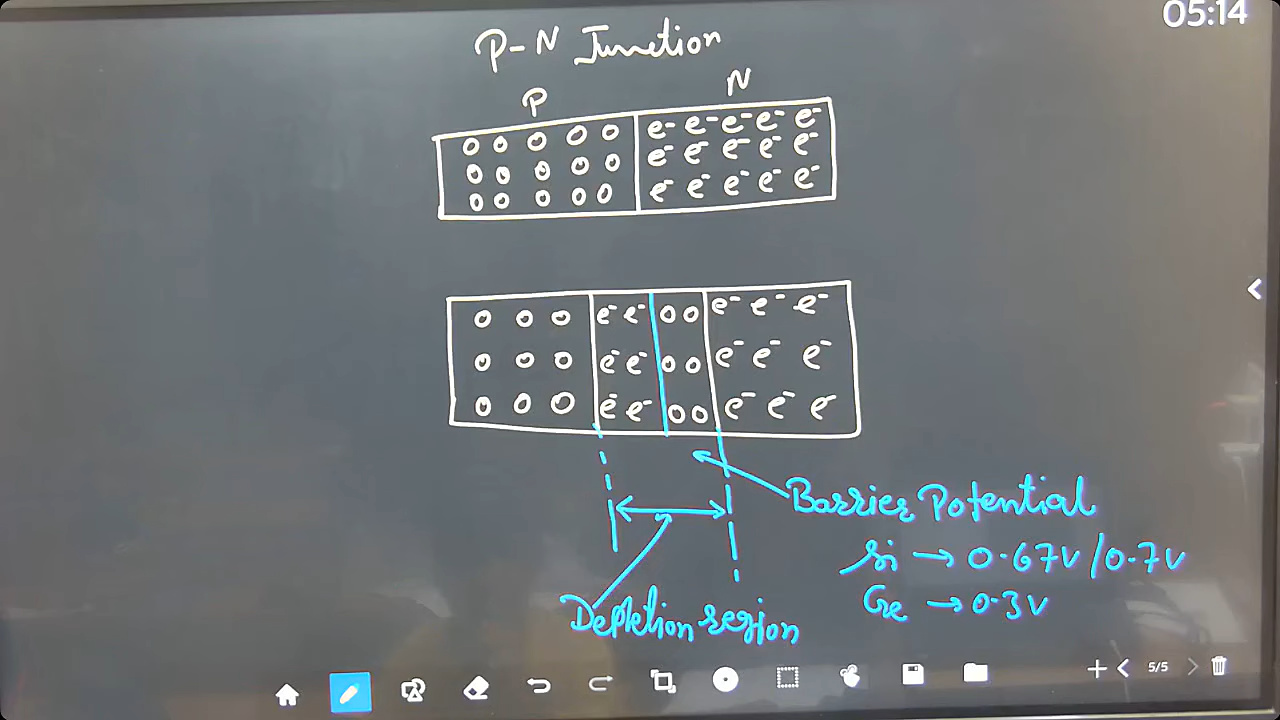 05:14
P-N Junction
P N
o o o o o e⁻ e⁻ e⁻ e⁻ e⁻
o o o o o e⁻ e⁻ e⁻ e⁻ e⁻
o o o o o e⁻ e⁻ e⁻ e⁻ e⁻
o o o e⁻ e⁻ o o e⁻ e⁻ e⁻
o o o e⁻ e⁻ o o e⁻ e⁻ e⁻
o o o e⁻ e⁻ o o e⁻ e⁻ e⁻
Barrier Potential
Si → 0.67V/0.7V
Ge → 0.3V
Depletion region
5/5